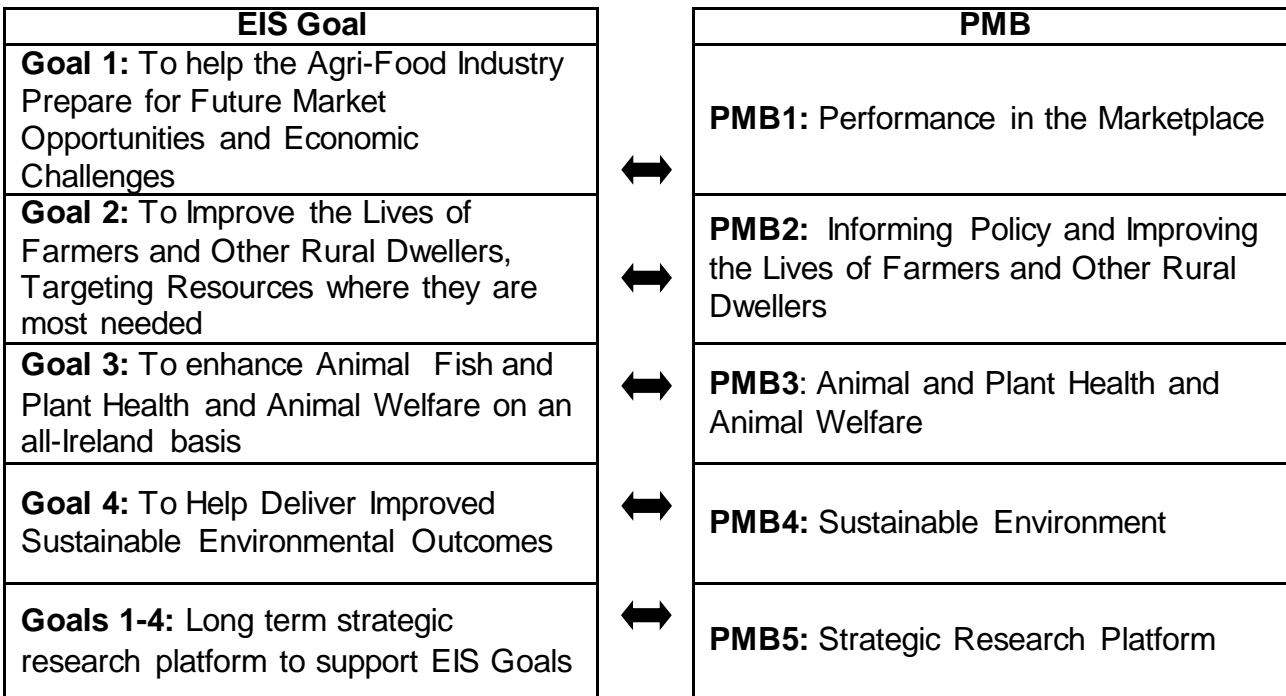 EIS Goal
Goal 1: To help the Agri-Food Industry
Prepare for Future Market
Opportunities and Economic
Challenges
Goal 2: To Improve the Lives of
Farmers and Other Rural Dwellers,
Targeting Resources where they are
most needed
Goal 3: To enhance Animal Fish and
Plant Health and Animal Welfare on an
all-Ireland basis
Goal 4: To Help Deliver Improved
Sustainable Environmental Outcomes
Goals 1-4: Long term strategic
research platform to support EIS Goals
PMB
PMB1: Performance in the Marketplace
PMB2: Informing Policy and Improving
the Lives of Farmers and Other Rural
Dwellers
PMB3: Animal and Plant Health and
Animal Welfare
PMB4: Sustainable Environment
PMB5: Strategic Research Platform